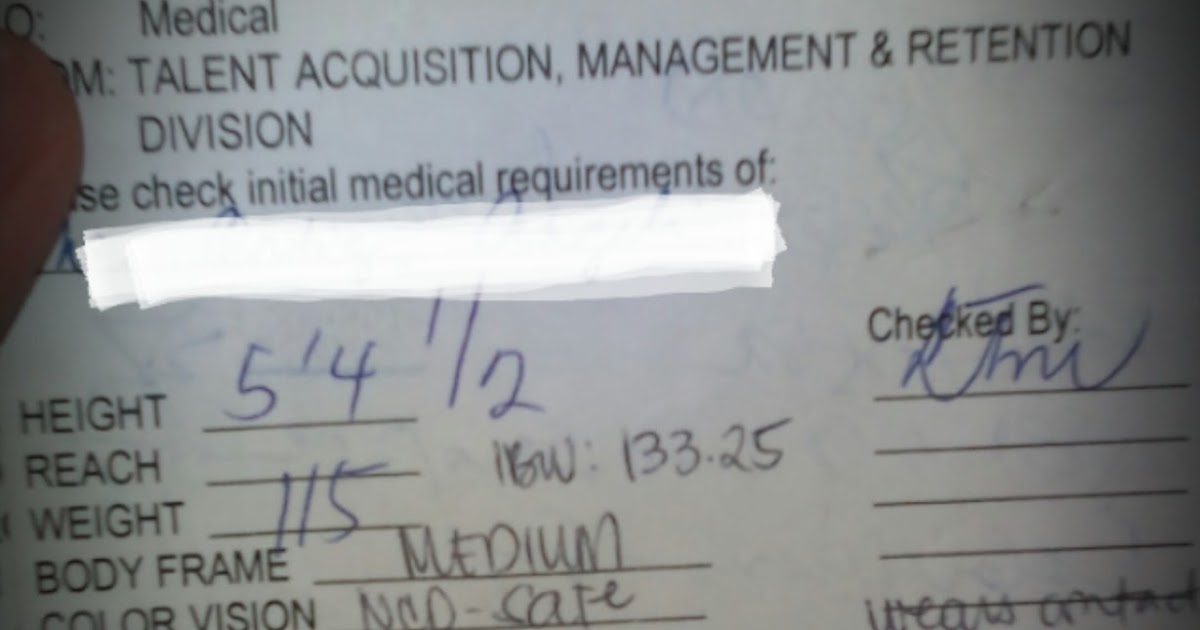 Medical
TALENT ACQUISITION, MANAGEMENT & RETENTION
DIVISION
check initial medical requirements of:
Checked By:
HEIGHT 5'4 1/2
REACH IBW: 133.25
WEIGHT 115
BODY FRAME MEDIUM
COLOR VISION NCD-Safe